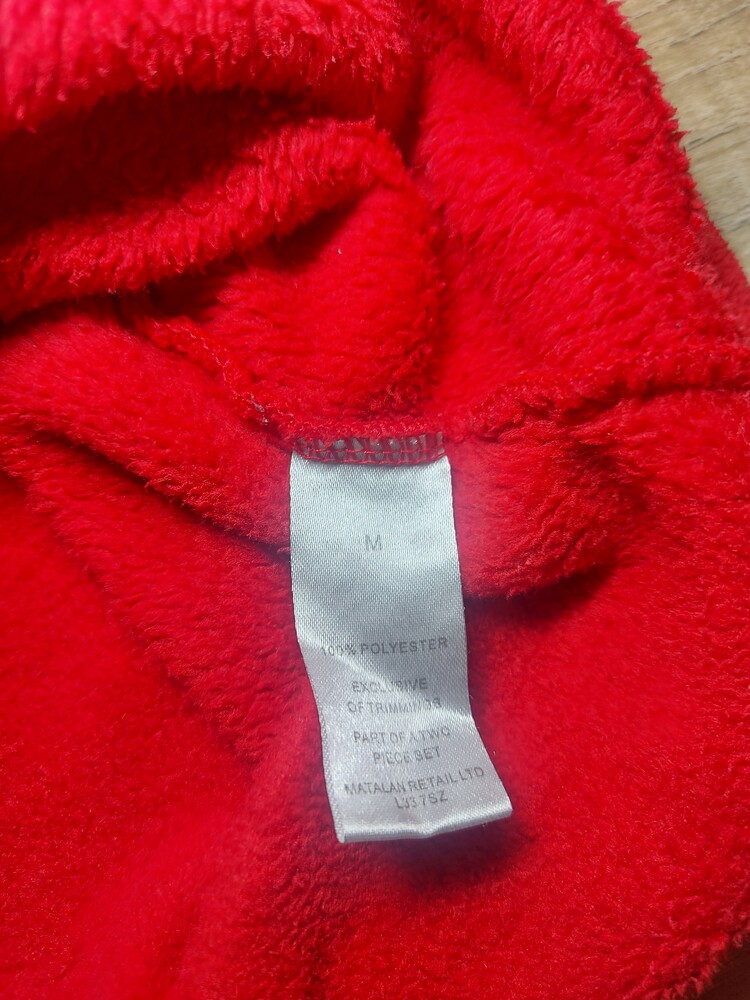 M
100% POLYESTER
EXCLUSIVE
OF TRIMMINGS
PART OF A TWO
PIECE SET
MATALAN RETAIL LTD
L33 7SZ